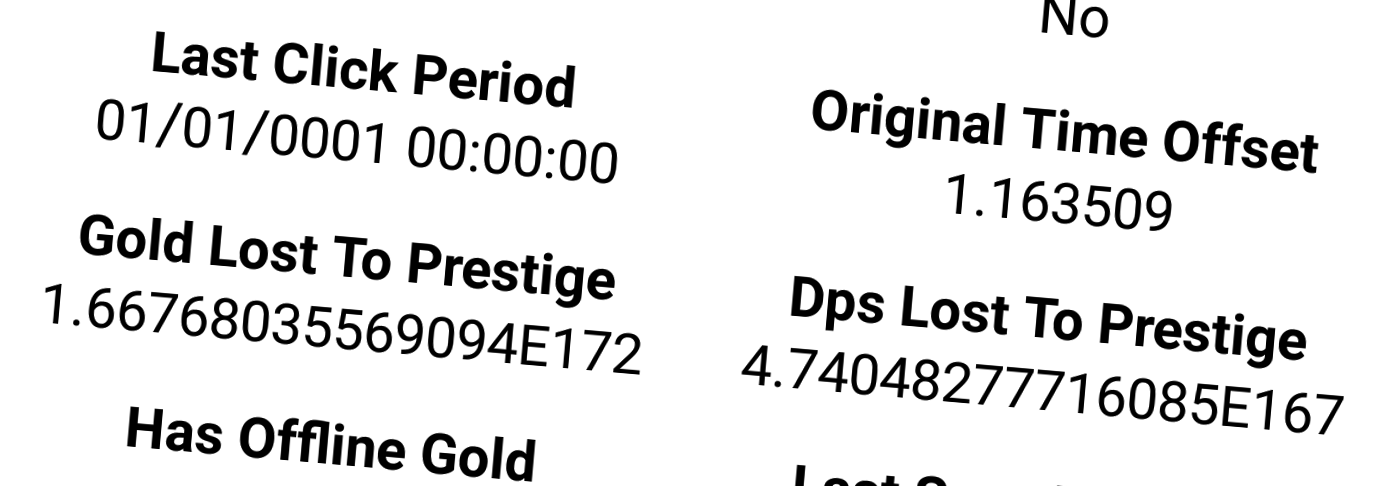 No
Last Click Period
01/01/0001 00:00:00
Original Time Offset
1.163509
Gold Lost To Prestige
1.66768035569094E172
Dps Lost To Prestige
4.74048277716085E167
Has Offline Gold
Last